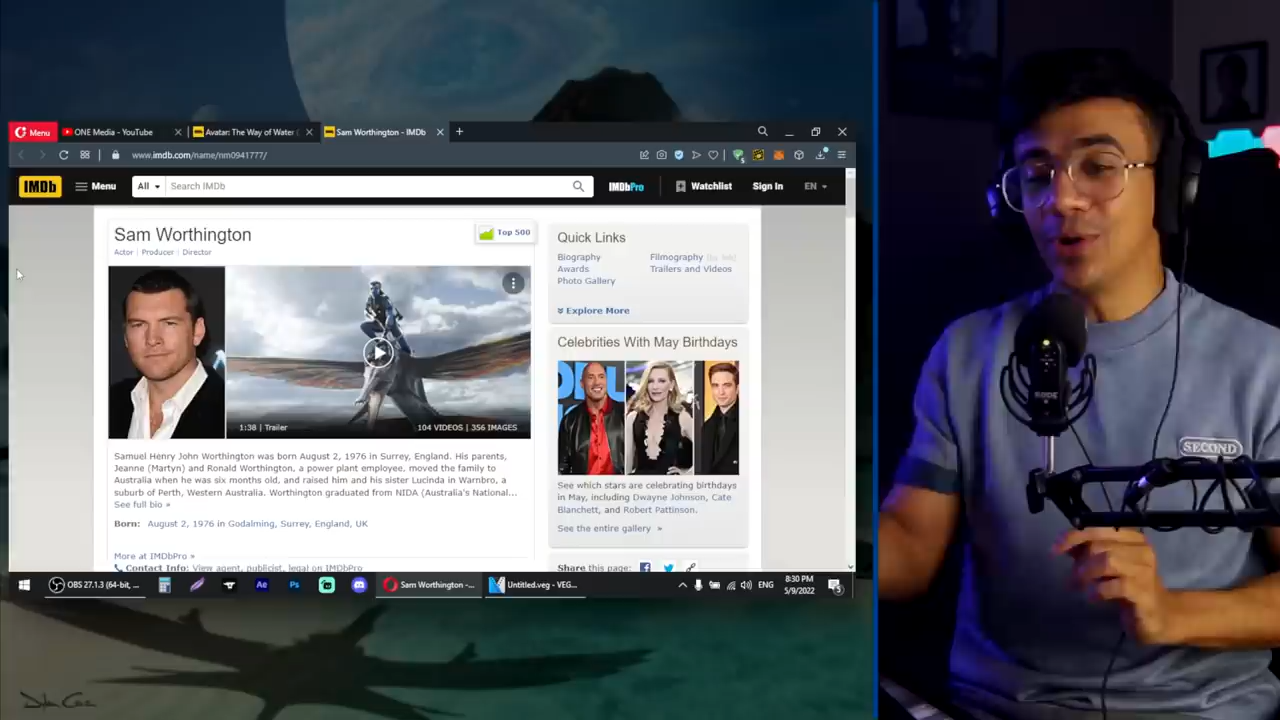 Menu
ONE Media - YouTube
Avatar: The Way of Water (
Sam Worthington - IMDb
www.imdb.com/name/nm0941777/
IMDb
Menu
All
Search IMDb
IMDbPro
Watchlist
Sign In
EN
Sam Worthington
Actor | Producer | Director
Top 500
1:38 | Trailer
104 VIDEOS | 356 IMAGES
Samuel Henry John Worthington was born August 2, 1976 in Surrey, England. His parents,
Jeanne (Martyn) and Ronald Worthington, a power plant employee, moved the family to
Australia when he was six months old, and raised him and his sister Lucinda in Warnbro, a
suburb of Perth, Western Australia. Worthington graduated from NIDA (Australia's National...
See full bio »
Born: August 2, 1976 in Godalming, Surrey, England, UK
More at IMDbPro »
Contact Info: View agent, publicist, legal on IMDbPro
Quick Links
Biography
Awards
Photo Gallery
Filmography (by Job)
Trailers and Videos
Explore More
Celebrities With May Birthdays
See which stars are celebrating birthdays
in May, including Dwayne Johnson, Cate
Blanchett, and Robert Pattinson.
See the entire gallery »
Share this page:
OBS 27.1.3 (64-bit, ...
Ae
Ps
Sam Worthington -...
Untitled.veg - VEG...
ENG
8:30 PM
5/9/2022
5
SECOND